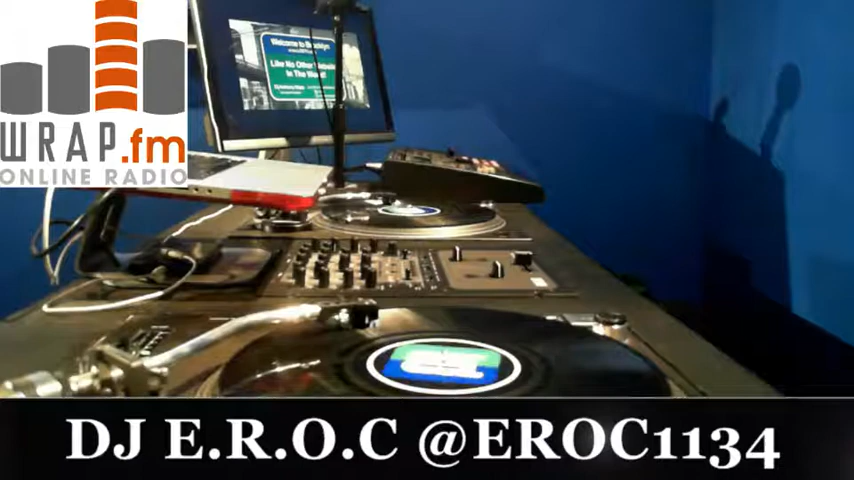 WRAP.fm
ONLINE RADIO
Welcome to Brooklyn
Like No Other
In The World
DJ E.R.O.C @EROC1134